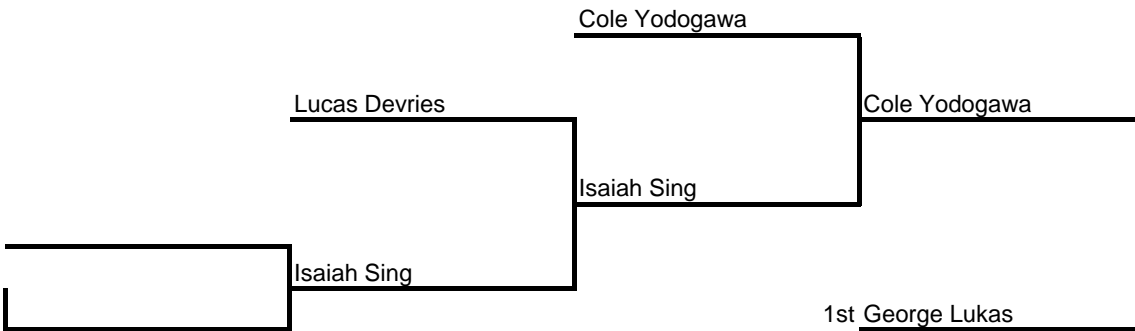 Cole Yodogawa
Lucas Devries
Cole Yodogawa
Isaiah Sing
Isaiah Sing
1st George Lukas